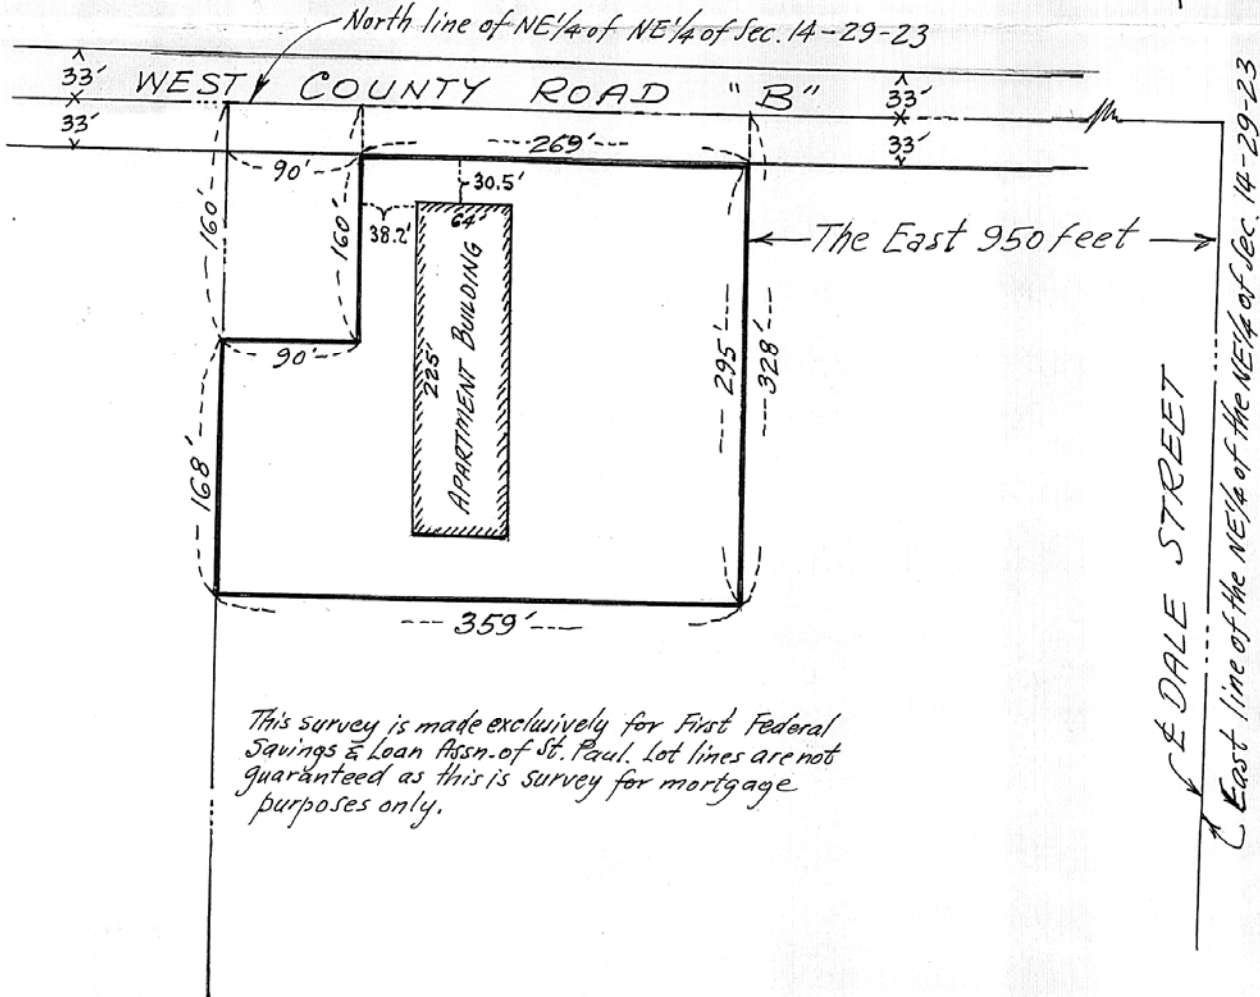 North line of NE1/4 of NE1/4 of Sec. 14-29-23
33'
WEST COUNTY ROAD "B"
33'
33'
33'
269'
90'
30.5'
160'
160'
38.2'
64'
The East 950 feet
APARTMENT BUILDING
225'
295'
328'
90'
168'
359'
℄ DALE STREET
East line of the NE1/4 of the NE1/4 of Sec. 14-29-23
This survey is made exclusively for First Federal
Savings & Loan Assn. of St. Paul. Lot lines are not
guaranteed as this is survey for mortgage
purposes only.